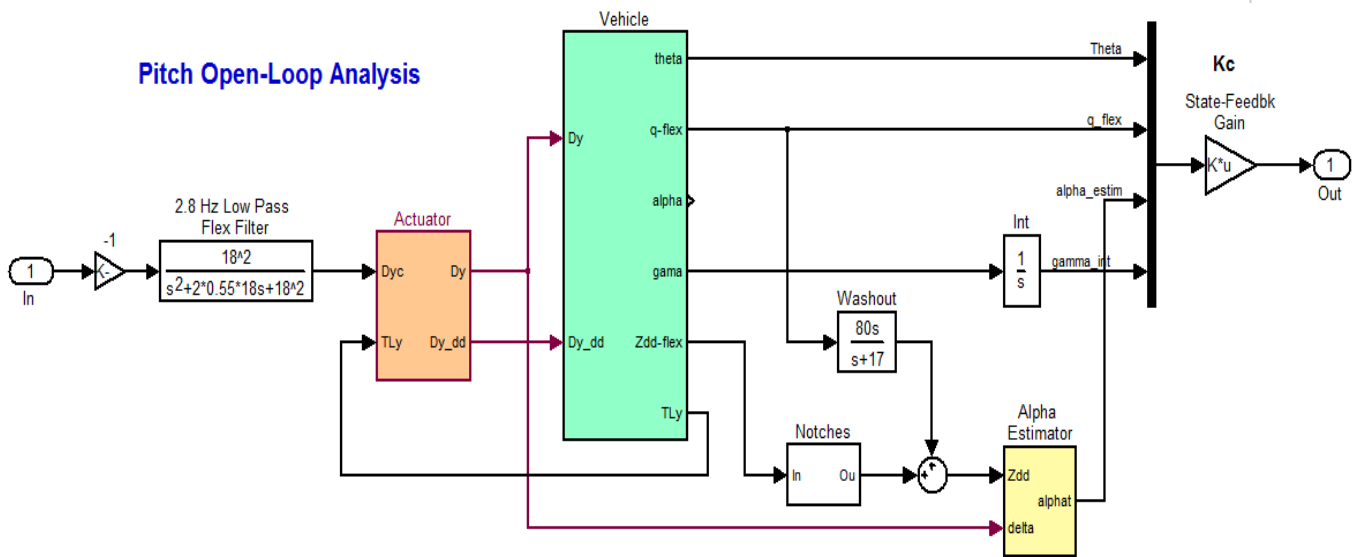 Pitch Open-Loop Analysis
Vehicle
theta
q-flex
alpha
gama
Zdd-flex
TLy
Dy
Dy_dd
Theta
q_flex
alpha_estim
gamma_int
Kc
State-Feedbk
Gain
K*u
1
Out
2.8 Hz Low Pass
Flex Filter
18^2
s2+2*0.55*18s+18^2
-1
K-
1
In
Actuator
Dyc
Dy
TLy
Dy_dd
Int
1
s
Washout
80s
s+17
Notches
In
Ou
++
Alpha
Estimator
Zdd
alphat
delta